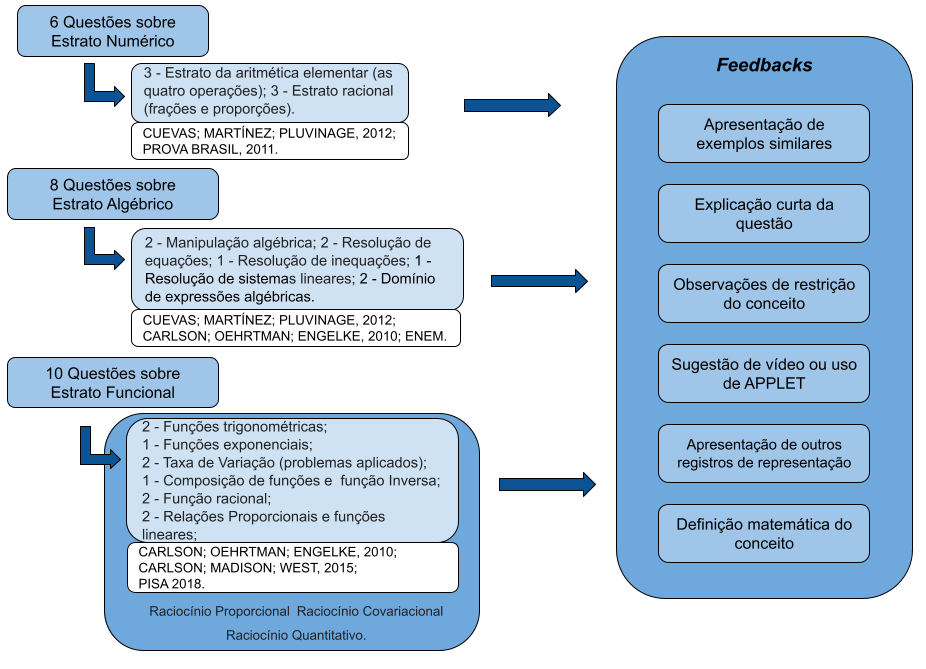 6 Questões sobre
Estrato Numérico
3 - Estrato da aritmética elementar (as
quatro operações); 3 - Estrato racional
(frações e proporções).
CUEVAS; MARTÍNEZ; PLUVINAGE, 2012;
PROVA BRASIL, 2011.
8 Questões sobre
Estrato Algébrico
2 - Manipulação algébrica; 2 - Resolução de
equações; 1 - Resolução de inequações; 1 -
Resolução de sistemas lineares; 2 - Domínio
de expressões algébricas.
CUEVAS; MARTÍNEZ; PLUVINAGE, 2012;
CARLSON; OEHRTMAN; ENGELKE, 2010; ENEM.
10 Questões sobre
Estrato Funcional
2 - Funções trigonométricas;
1 - Funções exponenciais;
2 - Taxa de Variação (problemas aplicados);
1 - Composição de funções e função Inversa;
2 - Função racional;
2 - Relações Proporcionais e funções
lineares;
CARLSON; OEHRTMAN; ENGELKE, 2010;
CARLSON; MADISON; WEST, 2015;
PISA 2018.
Raciocínio Proporcional Raciocínio Covariacional
Raciocínio Quantitativo.
Feedbacks
Apresentação de
exemplos similares
Explicação curta da
questão
Observações de restrição
do conceito
Sugestão de vídeo ou uso
de APPLET
Apresentação de outros
registros de representação
Definição matemática do
conceito